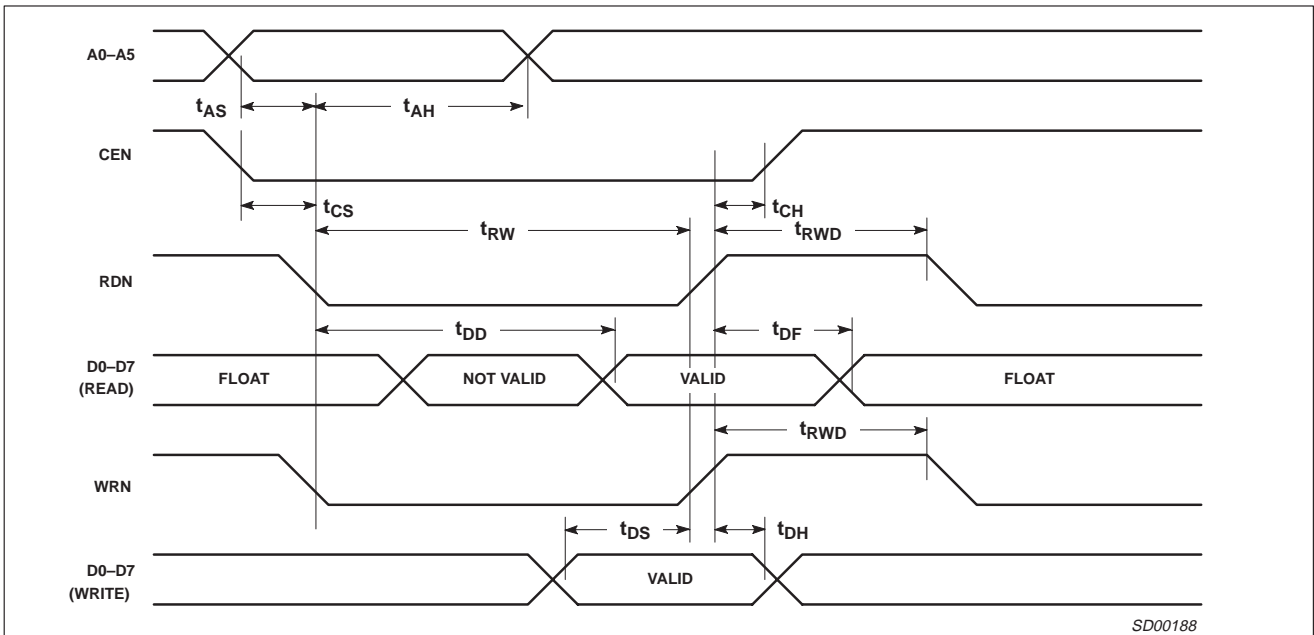 A0–A5
tAS
tAH
CEN
tCS
tCH
tRW
tRWD
RDN
tDD
tDF
D0–D7
(READ)
FLOAT
NOT VALID
VALID
FLOAT
tRWD
WRN
tDS
tDH
D0–D7
(WRITE)
VALID
SD00188